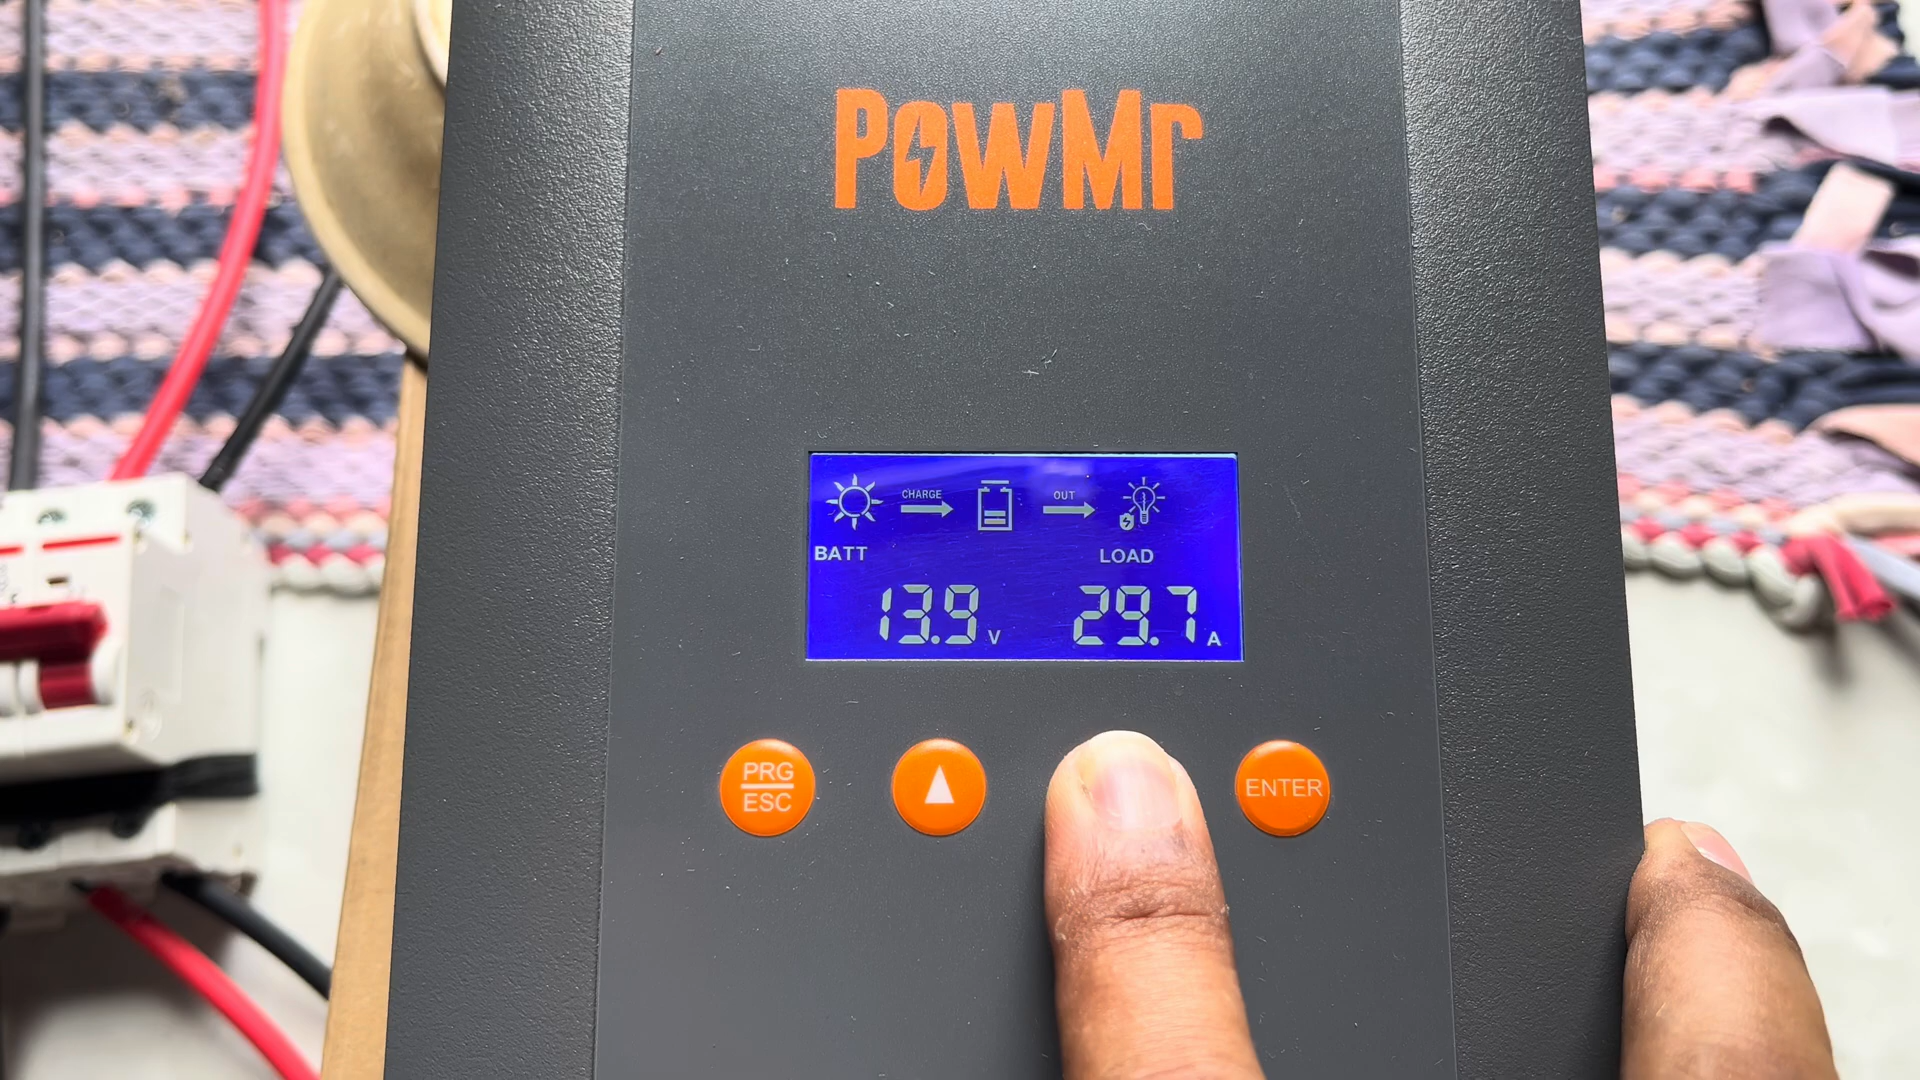 PowMr
CHARGE OUT
BATT LOAD
13.9 V 29.7 A
PRG
ESC
ENTER